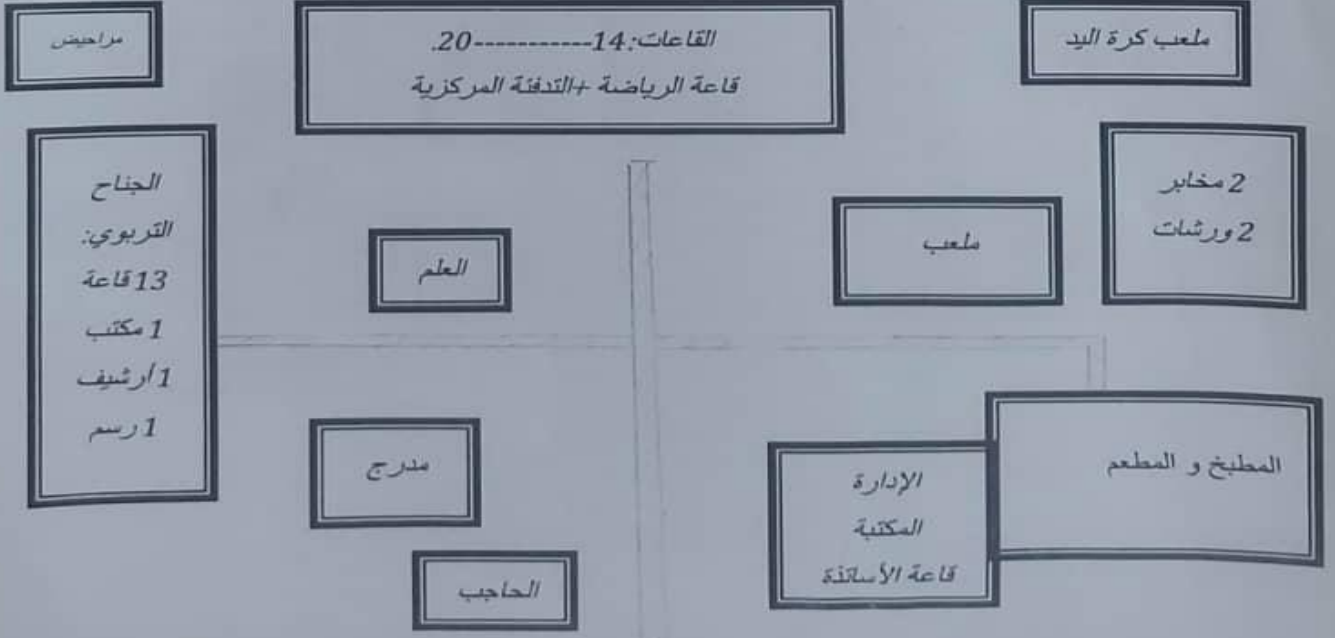 ملعب كرة اليد
القاعات:14-----------20.
قاعة الرياضة +التدفئة المركزية
مراحيض
2 مخابر
2 ورشات
ملعب
العلم
الجناح
التربوي:
13 قاعة
1 مكتب
1 أرشيف
1 رسم
المطبخ و المطعم
الإدارة
المكتبة
قاعة الأساتذة
مدرج
الحاجب